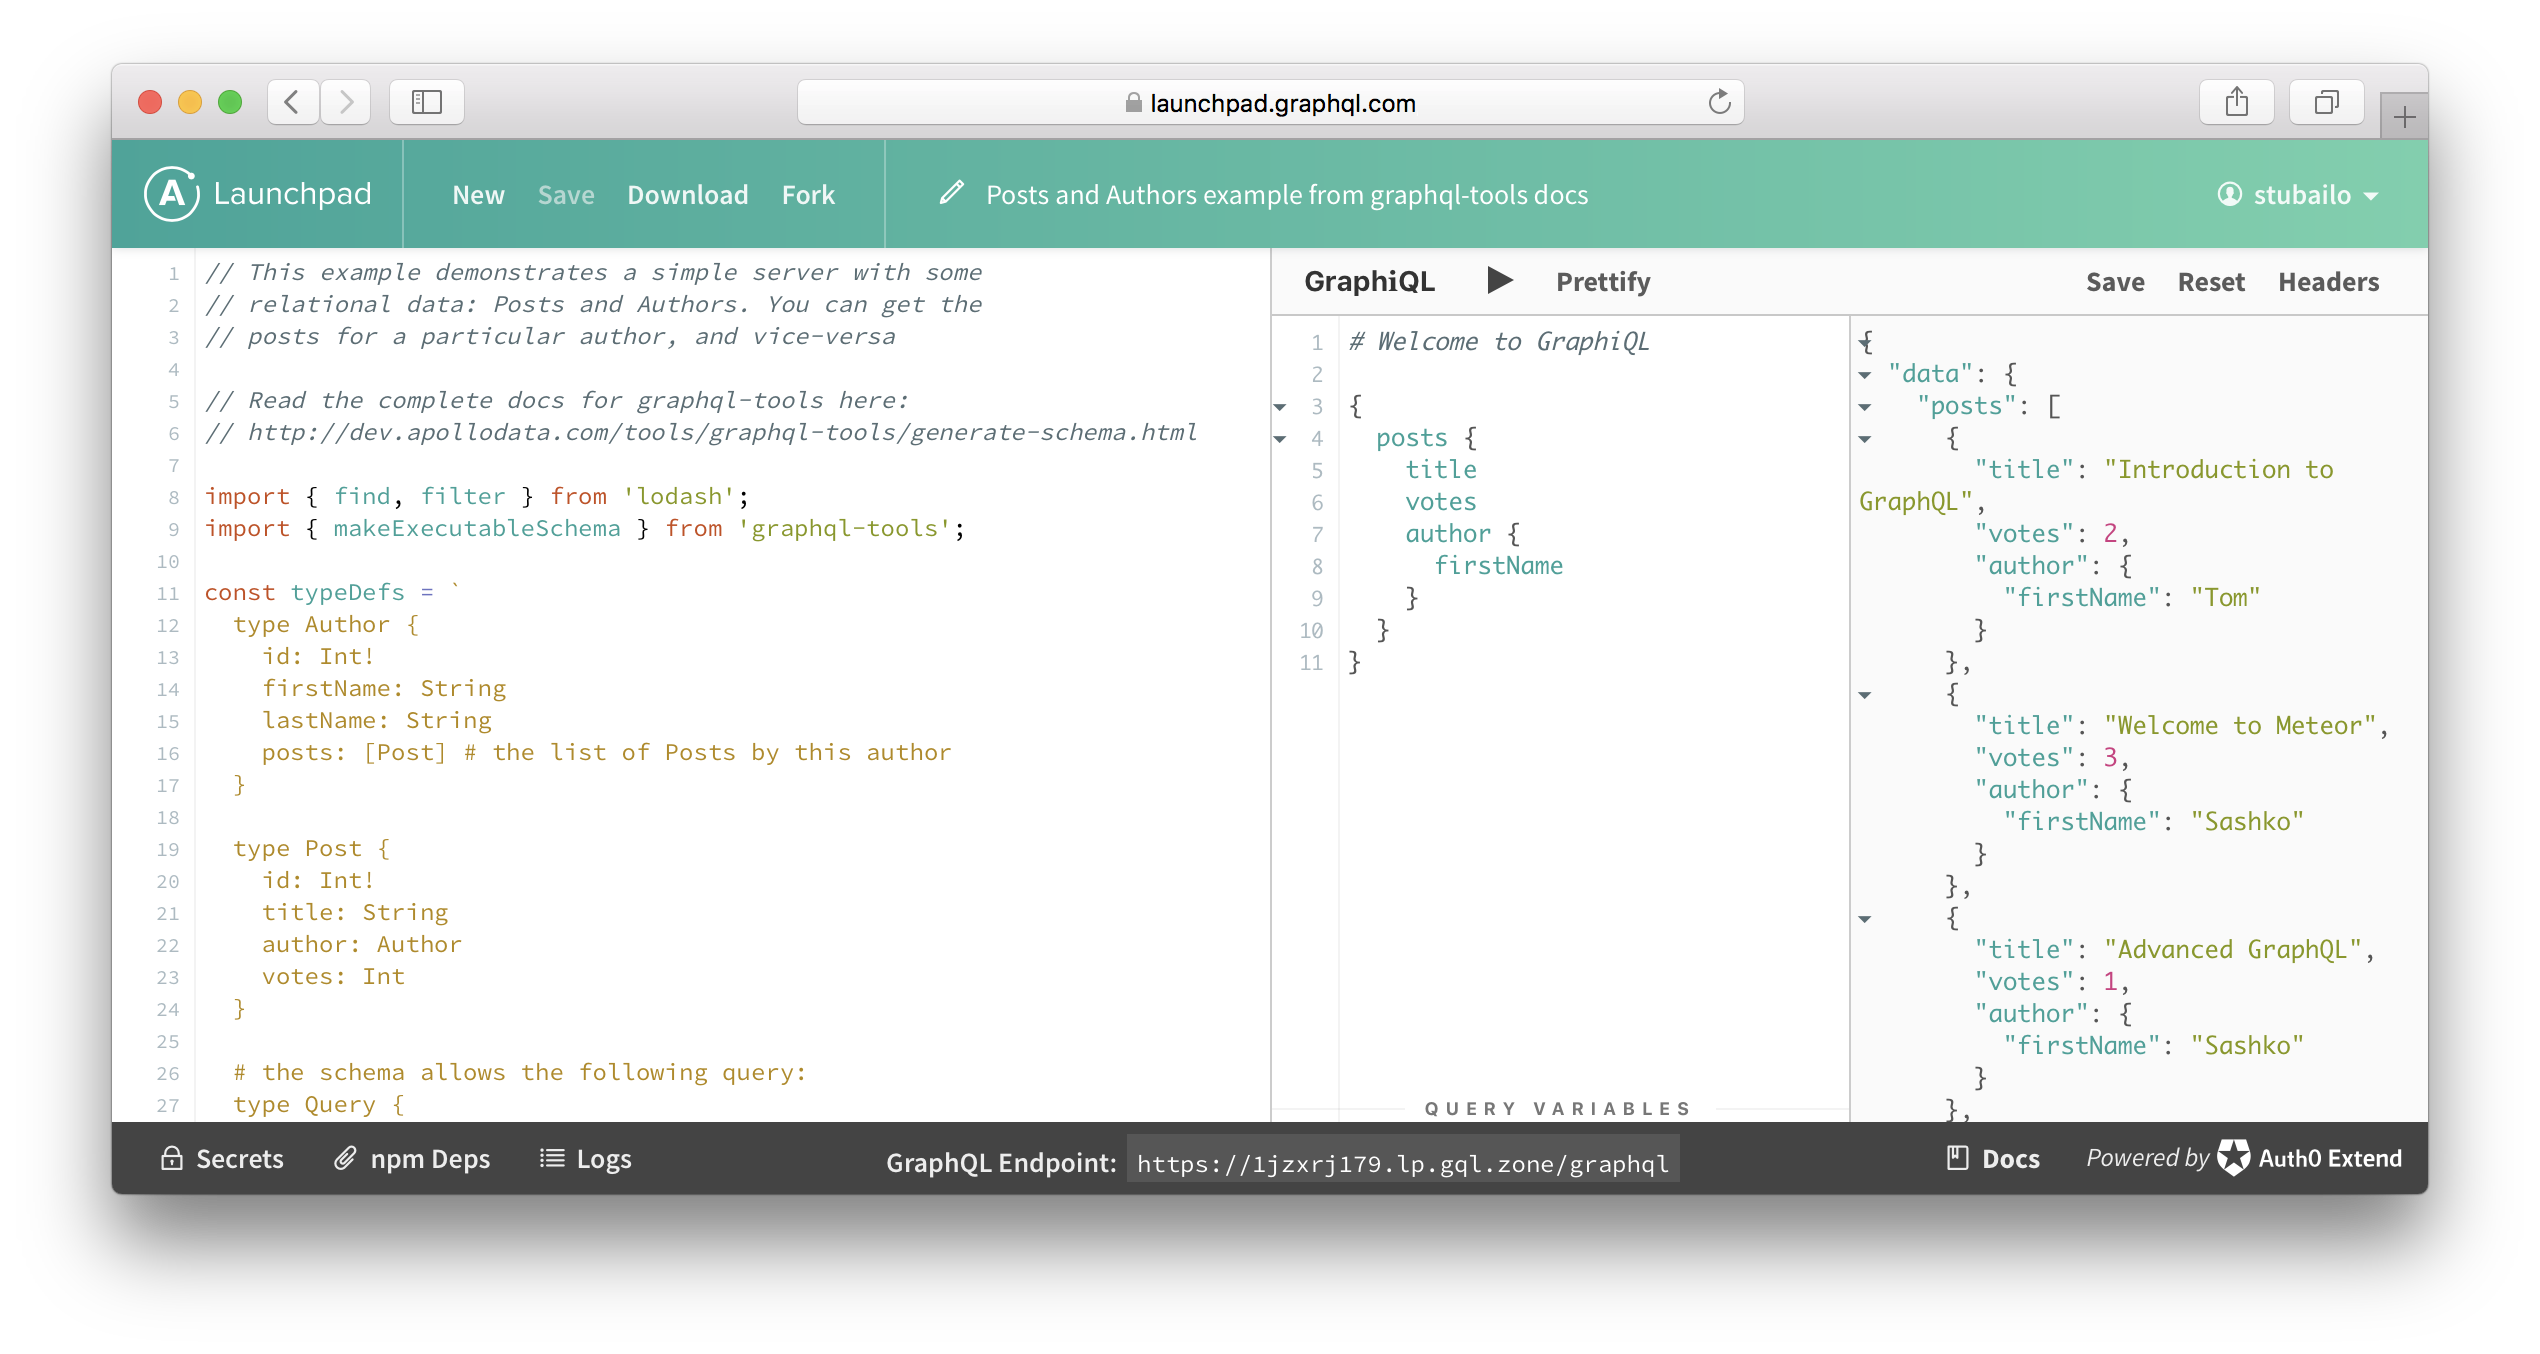 launchpad.graphql.com
Launchpad
New Save Download Fork
Posts and Authors example from graphql-tools docs
stubailo
1 // This example demonstrates a simple server with some
2 // relational data: Posts and Authors. You can get the
3 // posts for a particular author, and vice-versa
4
5 // Read the complete docs for graphql-tools here:
6 // http://dev.apollodata.com/tools/graphql-tools/generate-schema.html
7
8 import { find, filter } from 'lodash';
9 import { makeExecutableSchema } from 'graphql-tools';
10
11 const typeDefs = `
12 type Author {
13 id: Int!
14 firstName: String
15 lastName: String
16 posts: [Post] # the list of Posts by this author
17 }
18
19 type Post {
20 id: Int!
21 title: String
22 author: Author
23 votes: Int
24 }
25
26 # the schema allows the following query:
27 type Query {
GraphiQL Prettify Save Reset Headers
1 # Welcome to GraphiQL
2
3 {
4 posts {
5 title
6 votes
7 author {
8 firstName
9 }
10 }
11 }
QUERY VARIABLES
{
"data": {
"posts": [
{
"title": "Introduction to
GraphQL",
"votes": 2,
"author": {
"firstName": "Tom"
}
},
{
"title": "Welcome to Meteor",
"votes": 3,
"author": {
"firstName": "Sashko"
}
},
{
"title": "Advanced GraphQL",
"votes": 1,
"author": {
"firstName": "Sashko"
}
},
Secrets npm Deps Logs
GraphQL Endpoint: https://1jzxrj179.lp.gql.zone/graphql
Docs Powered by Auth0 Extend